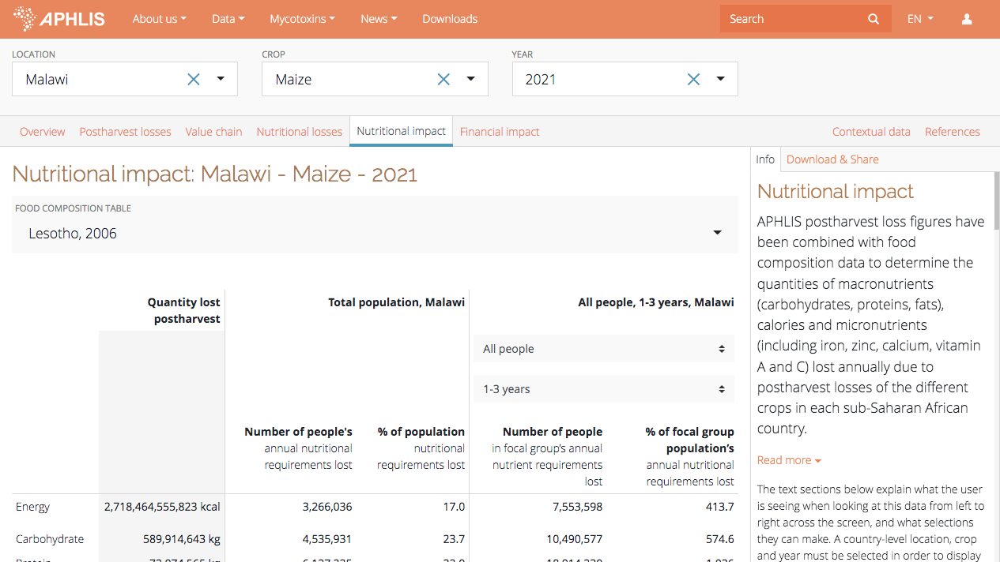 APHLIS
About us
Data
Mycotoxins
News
Downloads
Search
EN
LOCATION
CROP
YEAR
Malawi
Maize
2021
Overview
Postharvest losses
Value chain
Nutritional losses
Nutritional impact
Financial impact
Contextual data
References
Nutritional impact: Malawi - Maize - 2021
FOOD COMPOSITION TABLE
Lesotho, 2006
Quantity lost
postharvest
Total population, Malawi
All people, 1-3 years, Malawi
All people
1-3 years
Number of people's
annual nutritional
requirements lost
% of population
nutritional
requirements lost
Number of people
in focal group's annual
nutrient requirements
lost
% of focal group
population's
annual nutritional
requirements lost
Energy 2,718,464,555,823 kcal 3,266,036 17.0 7,553,598 413.7
Carbohydrate 589,914,643 kg 4,535,931 23.7 10,490,577 574.6
Info
Download & Share
Nutritional impact
APHLIS postharvest loss figures have
been combined with food
composition data to determine the
quantities of macronutrients
(carbohydrates, proteins, fats),
calories and micronutrients
(including iron, zinc, calcium, vitamin
A and C) lost annually due to
postharvest losses of the different
crops in each sub-Saharan African
country.
Read more
The text sections below explain what the user
is seeing when looking at this data from left to
right across the screen, and what selections
they can make. A country-level location, crop
and year must be selected in order to display